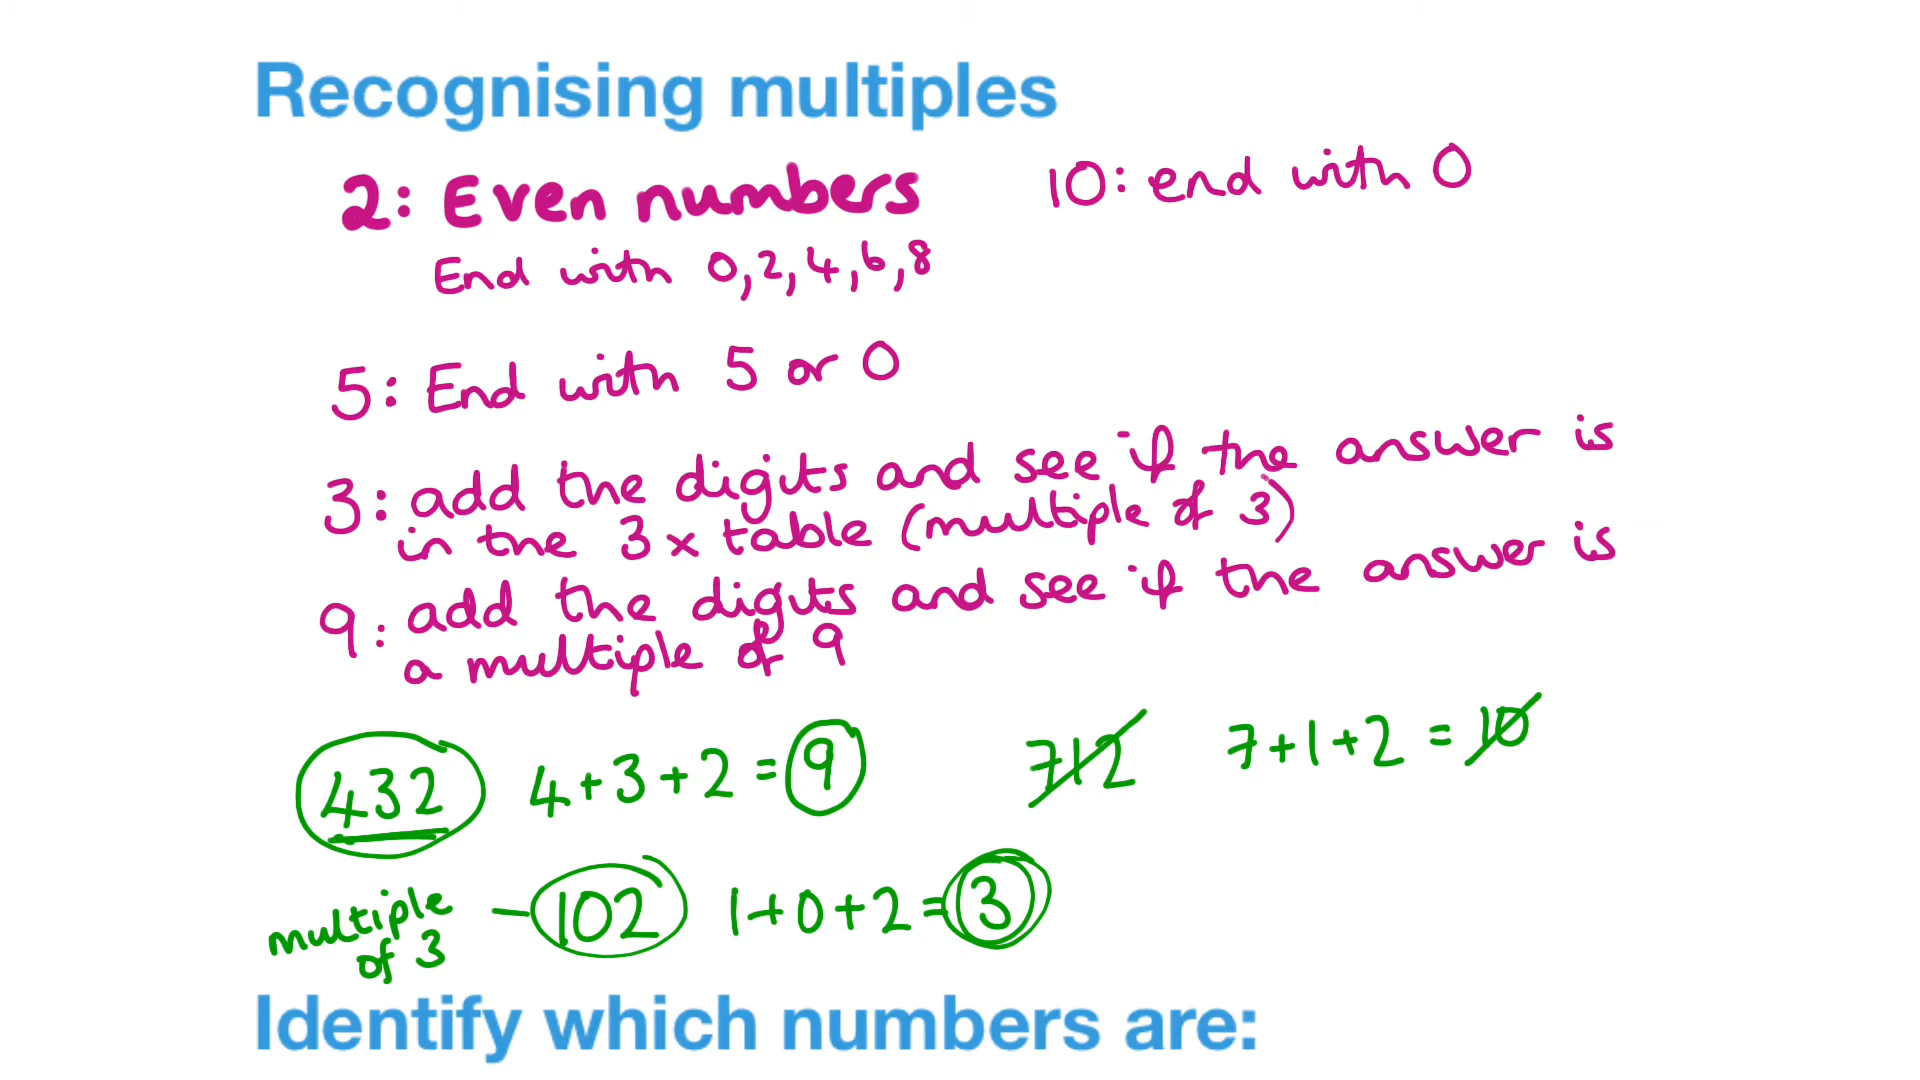 Recognising multiples
2: Even numbers
10: end with 0
End with 0, 2, 4, 6, 8
5: End with 5 or 0
3: add the digits and see if the answer is
in the 3 x table (multiple of 3)
9: add the digits and see if the answer is
a multiple of 9
432 4 + 3 + 2 = 9
712 7 + 1 + 2 = 10
multiple of 3 – 102 1 + 0 + 2 = 3
Identify which numbers are: